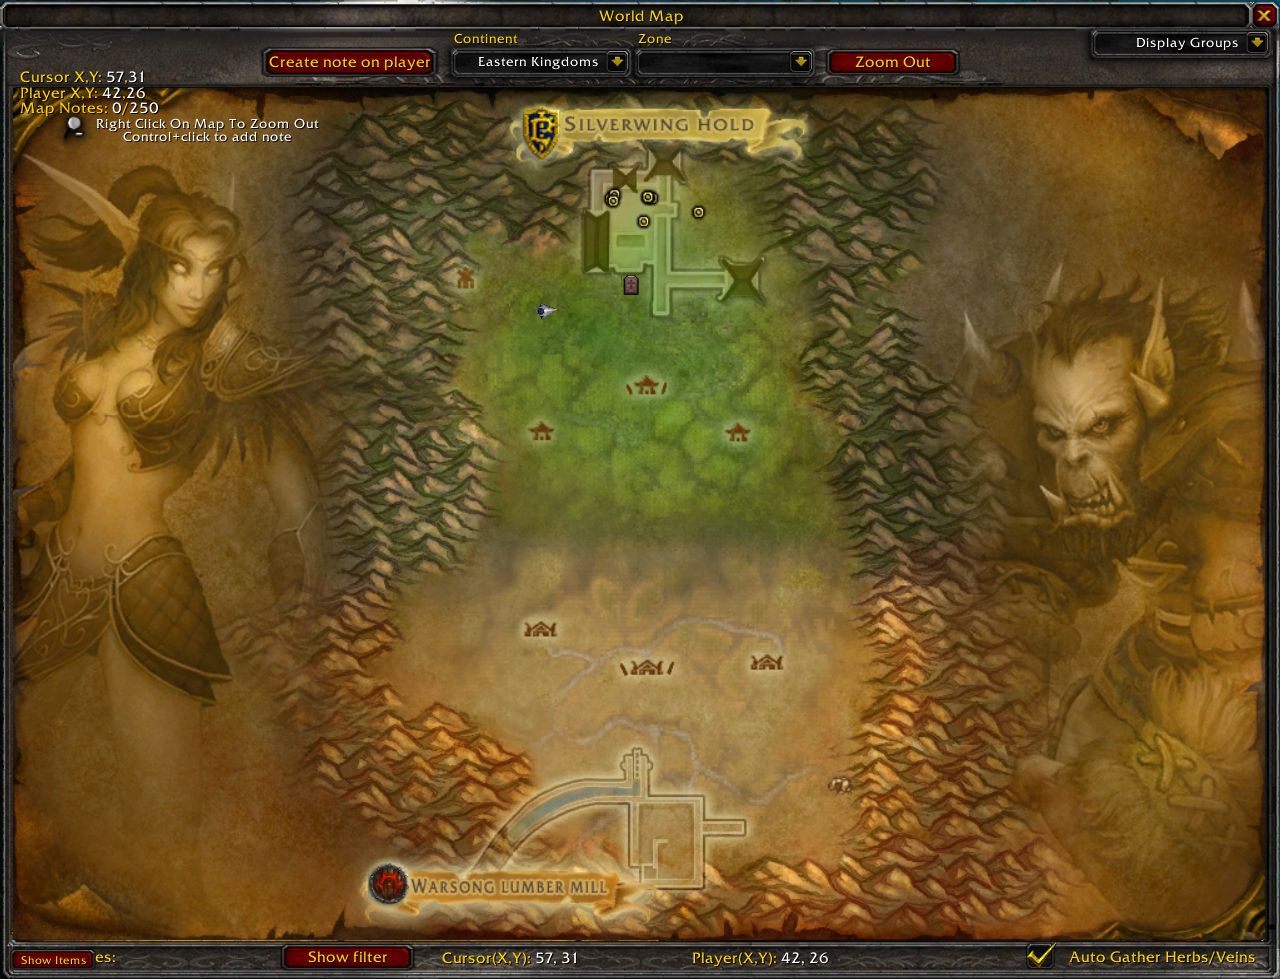 World Map
Continent
Zone
Create note on player
Eastern Kingdoms
Zoom Out
Display Groups
Cursor X,Y: 57,31
Player X,Y: 42,26
Map Notes: 0/250
Right Click On Map To Zoom Out
Control+click to add note
SILVERWING HOLD
WARSONG LUMBER MILL
Show Items
es:
Show filter
Cursor(X,Y): 57, 31
Player(X,Y): 42, 26
Auto Gather Herbs/Veins